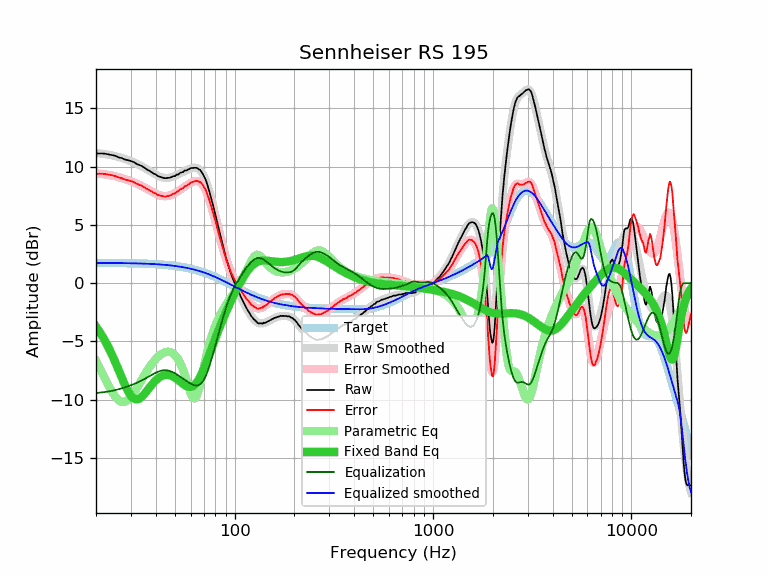 Sennheiser RS 195
Amplitude (dBr)
15
10
5
0
−5
−10
−15
Target
Raw Smoothed
Error Smoothed
Raw
Error
Parametric Eq
Fixed Band Eq
Equalization
Equalized smoothed
100
1000
10000
Frequency (Hz)